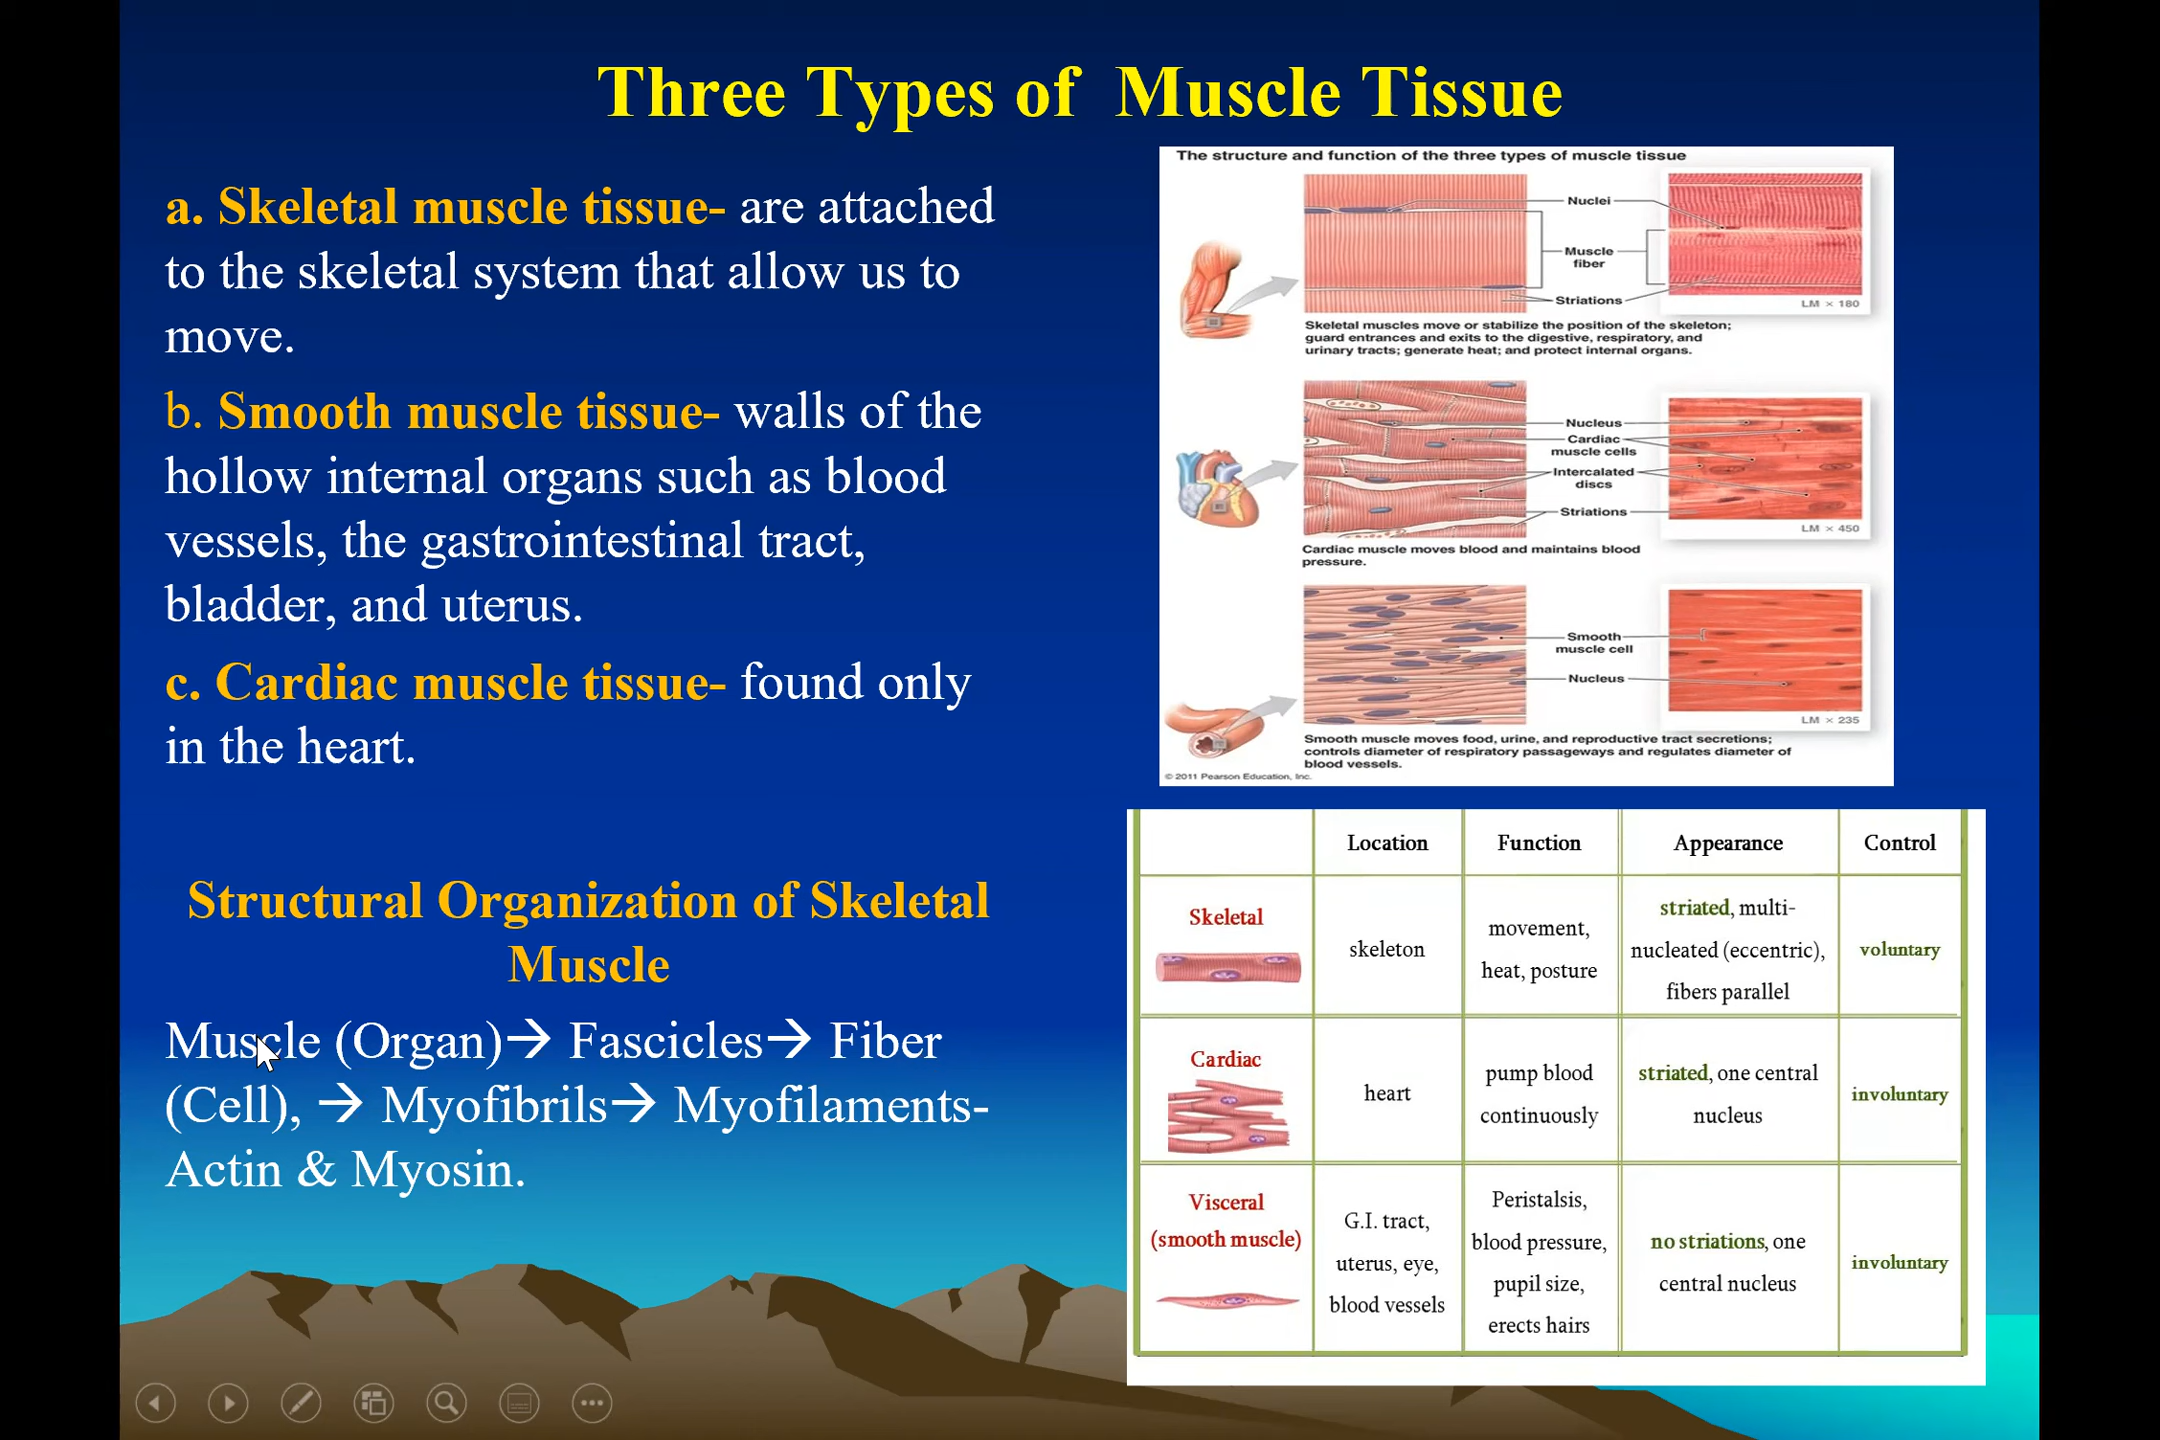 Three Types of Muscle Tissue
a. Skeletal muscle tissue- are attached
to the skeletal system that allow us to
move.
b. Smooth muscle tissue- walls of the
hollow internal organs such as blood
vessels, the gastrointestinal tract,
bladder, and uterus.
c. Cardiac muscle tissue- found only
in the heart.
Structural Organization of Skeletal
Muscle
Muscle (Organ)→ Fascicles→ Fiber
(Cell), → Myofibrils→ Myofilaments-
Actin & Myosin.
The structure and function of the three types of muscle tissue
Nuclei
Muscle
fiber
Striations
LM × 180
Skeletal muscles move or stabilize the position of the skeleton;
guard entrances and exits to the digestive, respiratory, and
urinary tracts; generate heat; and protect internal organs.
Nucleus
Cardiac
muscle cells
Intercalated
discs
Striations
LM × 450
Cardiac muscle moves blood and maintains blood
pressure.
Smooth
muscle cell
Nucleus
LM × 235
Smooth muscle moves food, urine, and reproductive tract secretions;
controls diameter of respiratory passageways and regulates diameter of
blood vessels.
© 2011 Pearson Education, Inc.
Location Function Appearance Control
Skeletal
skeleton
movement,
heat, posture
striated, multi-
nucleated (eccentric),
fibers parallel
voluntary
Cardiac
heart
pump blood
continuously
striated, one central
nucleus
involuntary
Visceral
(smooth muscle)
G.I. tract,
uterus, eye,
blood vessels
Peristalsis,
blood pressure,
pupil size,
erects hairs
no striations, one
central nucleus
involuntary